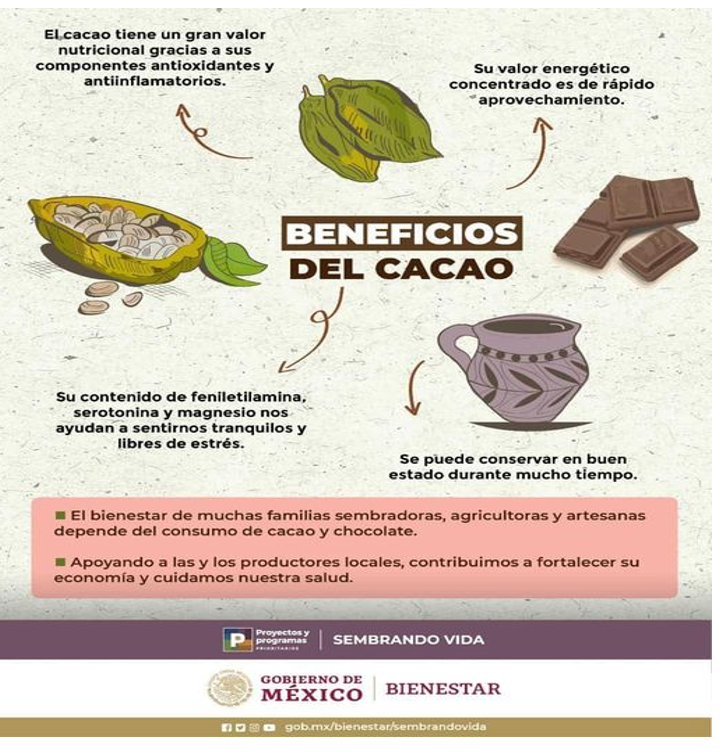 El cacao tiene un gran valor
nutricional gracias a sus
componentes antioxidantes y
antiinflamatorios.
Su valor energético
concentrado es de rápido
aprovechamiento.
BENEFICIOS
DEL CACAO
Su contenido de feniletilamina,
serotonina y magnesio nos
ayudan a sentirnos tranquilos y
libres de estrés.
Se puede conservar en buen
estado durante mucho tiempo.
El bienestar de muchas familias sembradoras, agricultoras y artesanas
depende del consumo de cacao y chocolate.
Apoyando a las y los productores locales, contribuimos a fortalecer su
economía y cuidamos nuestra salud.
P
Proyectos y
programas
PRIORITARIOS
SEMBRANDO VIDA
GOBIERNO DE
MÉXICO
BIENESTAR
gob.mx/bienestar/sembrandovida